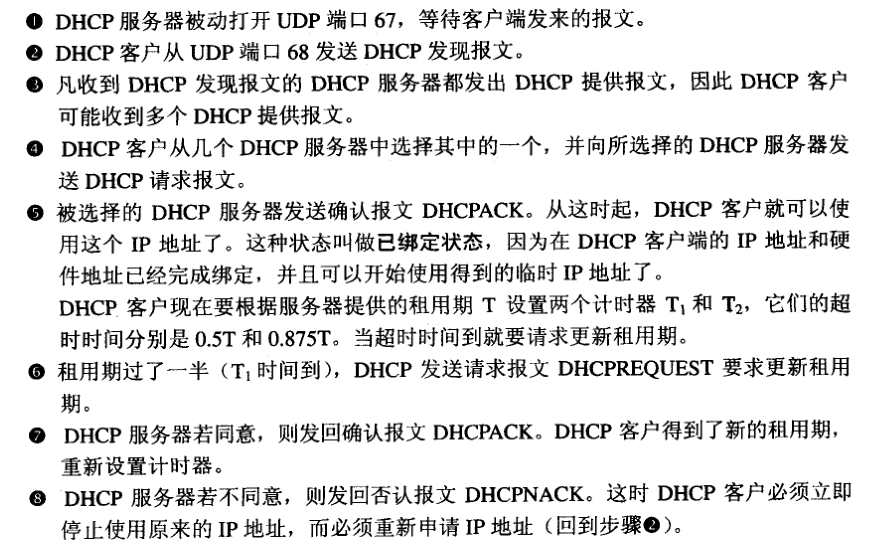 ❶ DHCP 服务器被动打开 UDP 端口 67，等待客户端发来的报文。
❷ DHCP 客户从 UDP 端口 68 发送 DHCP 发现报文。
❸ 凡收到 DHCP 发现报文的 DHCP 服务器都发出 DHCP 提供报文，因此 DHCP 客户
可能收到多个 DHCP 提供报文。
❹ DHCP 客户从几个 DHCP 服务器中选择其中的一个，并向所选择的 DHCP 服务器发
送 DHCP 请求报文。
❺ 被选择的 DHCP 服务器发送确认报文 DHCPACK。从这时起，DHCP 客户就可以使
用这个 IP 地址了。这种状态叫做已绑定状态，因为在 DHCP 客户端的 IP 地址和硬
件地址已经完成绑定，并且可以开始使用得到的临时 IP 地址了。
DHCP 客户现在要根据服务器提供的租用期 T 设置两个计时器 T₁ 和 T₂，它们的超
时时间分别是 0.5T 和 0.875T。当超时时间到就要请求更新租用期。
❻ 租用期过了一半（T₁ 时间到），DHCP 发送请求报文 DHCPREQUEST 要求更新租用
期。
❼ DHCP 服务器若同意，则发回确认报文 DHCPACK。DHCP 客户得到了新的租用期，
重新设置计时器。
❽ DHCP 服务器若不同意，则发回否认报文 DHCPNACK。这时 DHCP 客户必须立即
停止使用原来的 IP 地址，而必须重新申请 IP 地址（回到步骤❷）。